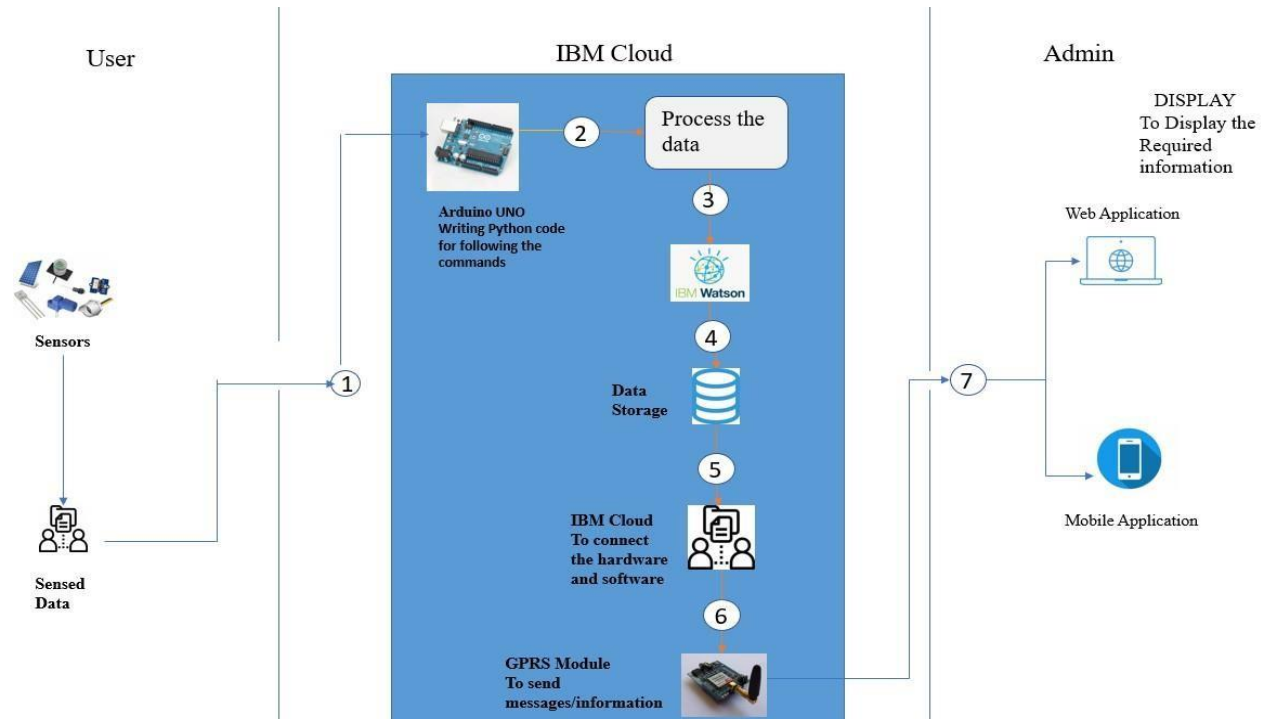 User
IBM Cloud
Admin
DISPLAY
To Display the
Required
information
2
Process the
data
Arduino UNO
Writing Python code
for following the
commands
3
Web Application
IBM Watson
Sensors
4
1
Data
Storage
7
5
IBM Cloud
To connect
the hardware
and software
Mobile Application
Sensed
Data
6
GPRS Module
To send
messages/information